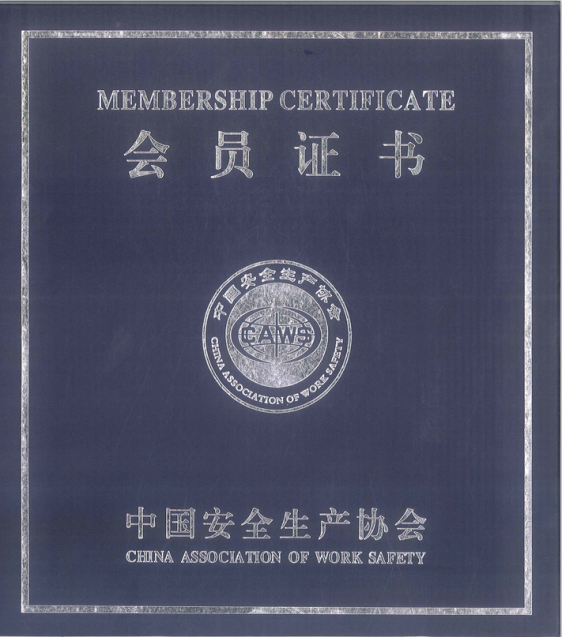 MEMBERSHIP CERTIFICATE
会员证书
中国安全生产协会
CAWS
CHINA ASSOCIATION OF WORK SAFETY
中国安全生产协会
CHINA ASSOCIATION OF WORK SAFETY